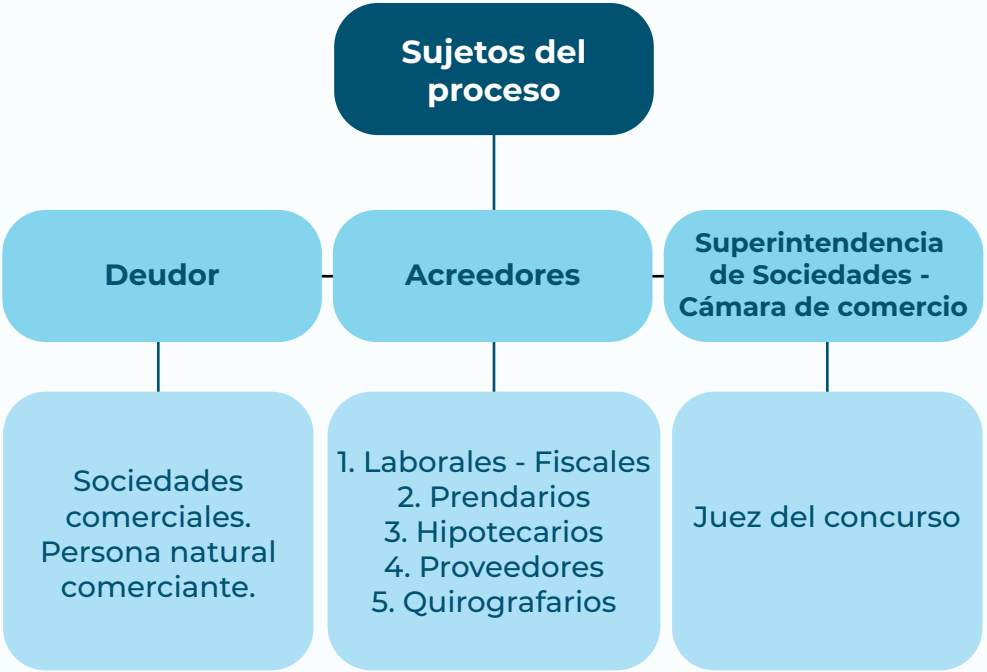 Sujetos del
proceso
Deudor
Acreedores
Superintendencia
de Sociedades -
Cámara de comercio
Sociedades
comerciales.
Persona natural
comerciante.
1. Laborales - Fiscales
2. Prendarios
3. Hipotecarios
4. Proveedores
5. Quirografarios
Juez del concurso